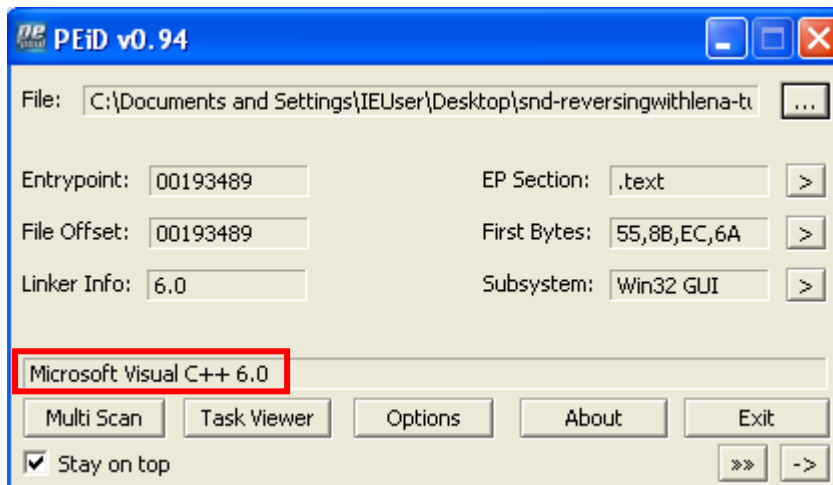 PEiD v0.94
File: C:\Documents and Settings\IEUser\Desktop\snd-reversingwithlena-tu ...
Entrypoint: 00193489 EP Section: .text >
File Offset: 00193489 First Bytes: 55,8B,EC,6A >
Linker Info: 6.0 Subsystem: Win32 GUI >
Microsoft Visual C++ 6.0
Multi Scan Task Viewer Options About Exit
Stay on top »» ->